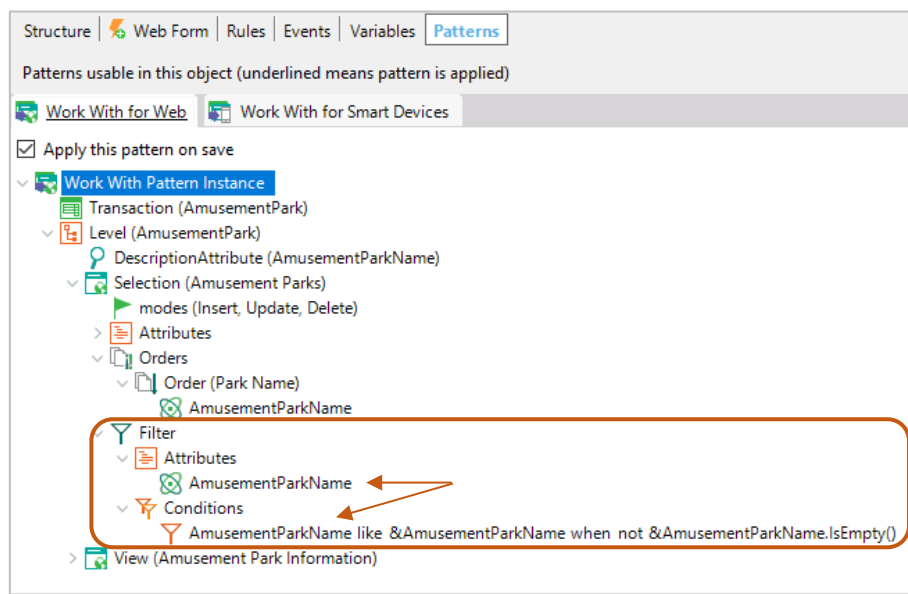 Structure Web Form Rules Events Variables Patterns
Patterns usable in this object (underlined means pattern is applied)
Work With for Web Work With for Smart Devices
Apply this pattern on save
Work With Pattern Instance
Transaction (AmusementPark)
Level (AmusementPark)
DescriptionAttribute (AmusementParkName)
Selection (Amusement Parks)
modes (Insert, Update, Delete)
Attributes
Orders
Order (Park Name)
AmusementParkName
Filter
Attributes
AmusementParkName
Conditions
AmusementParkName like &AmusementParkName when not &AmusementParkName.IsEmpty()
View (Amusement Park Information)